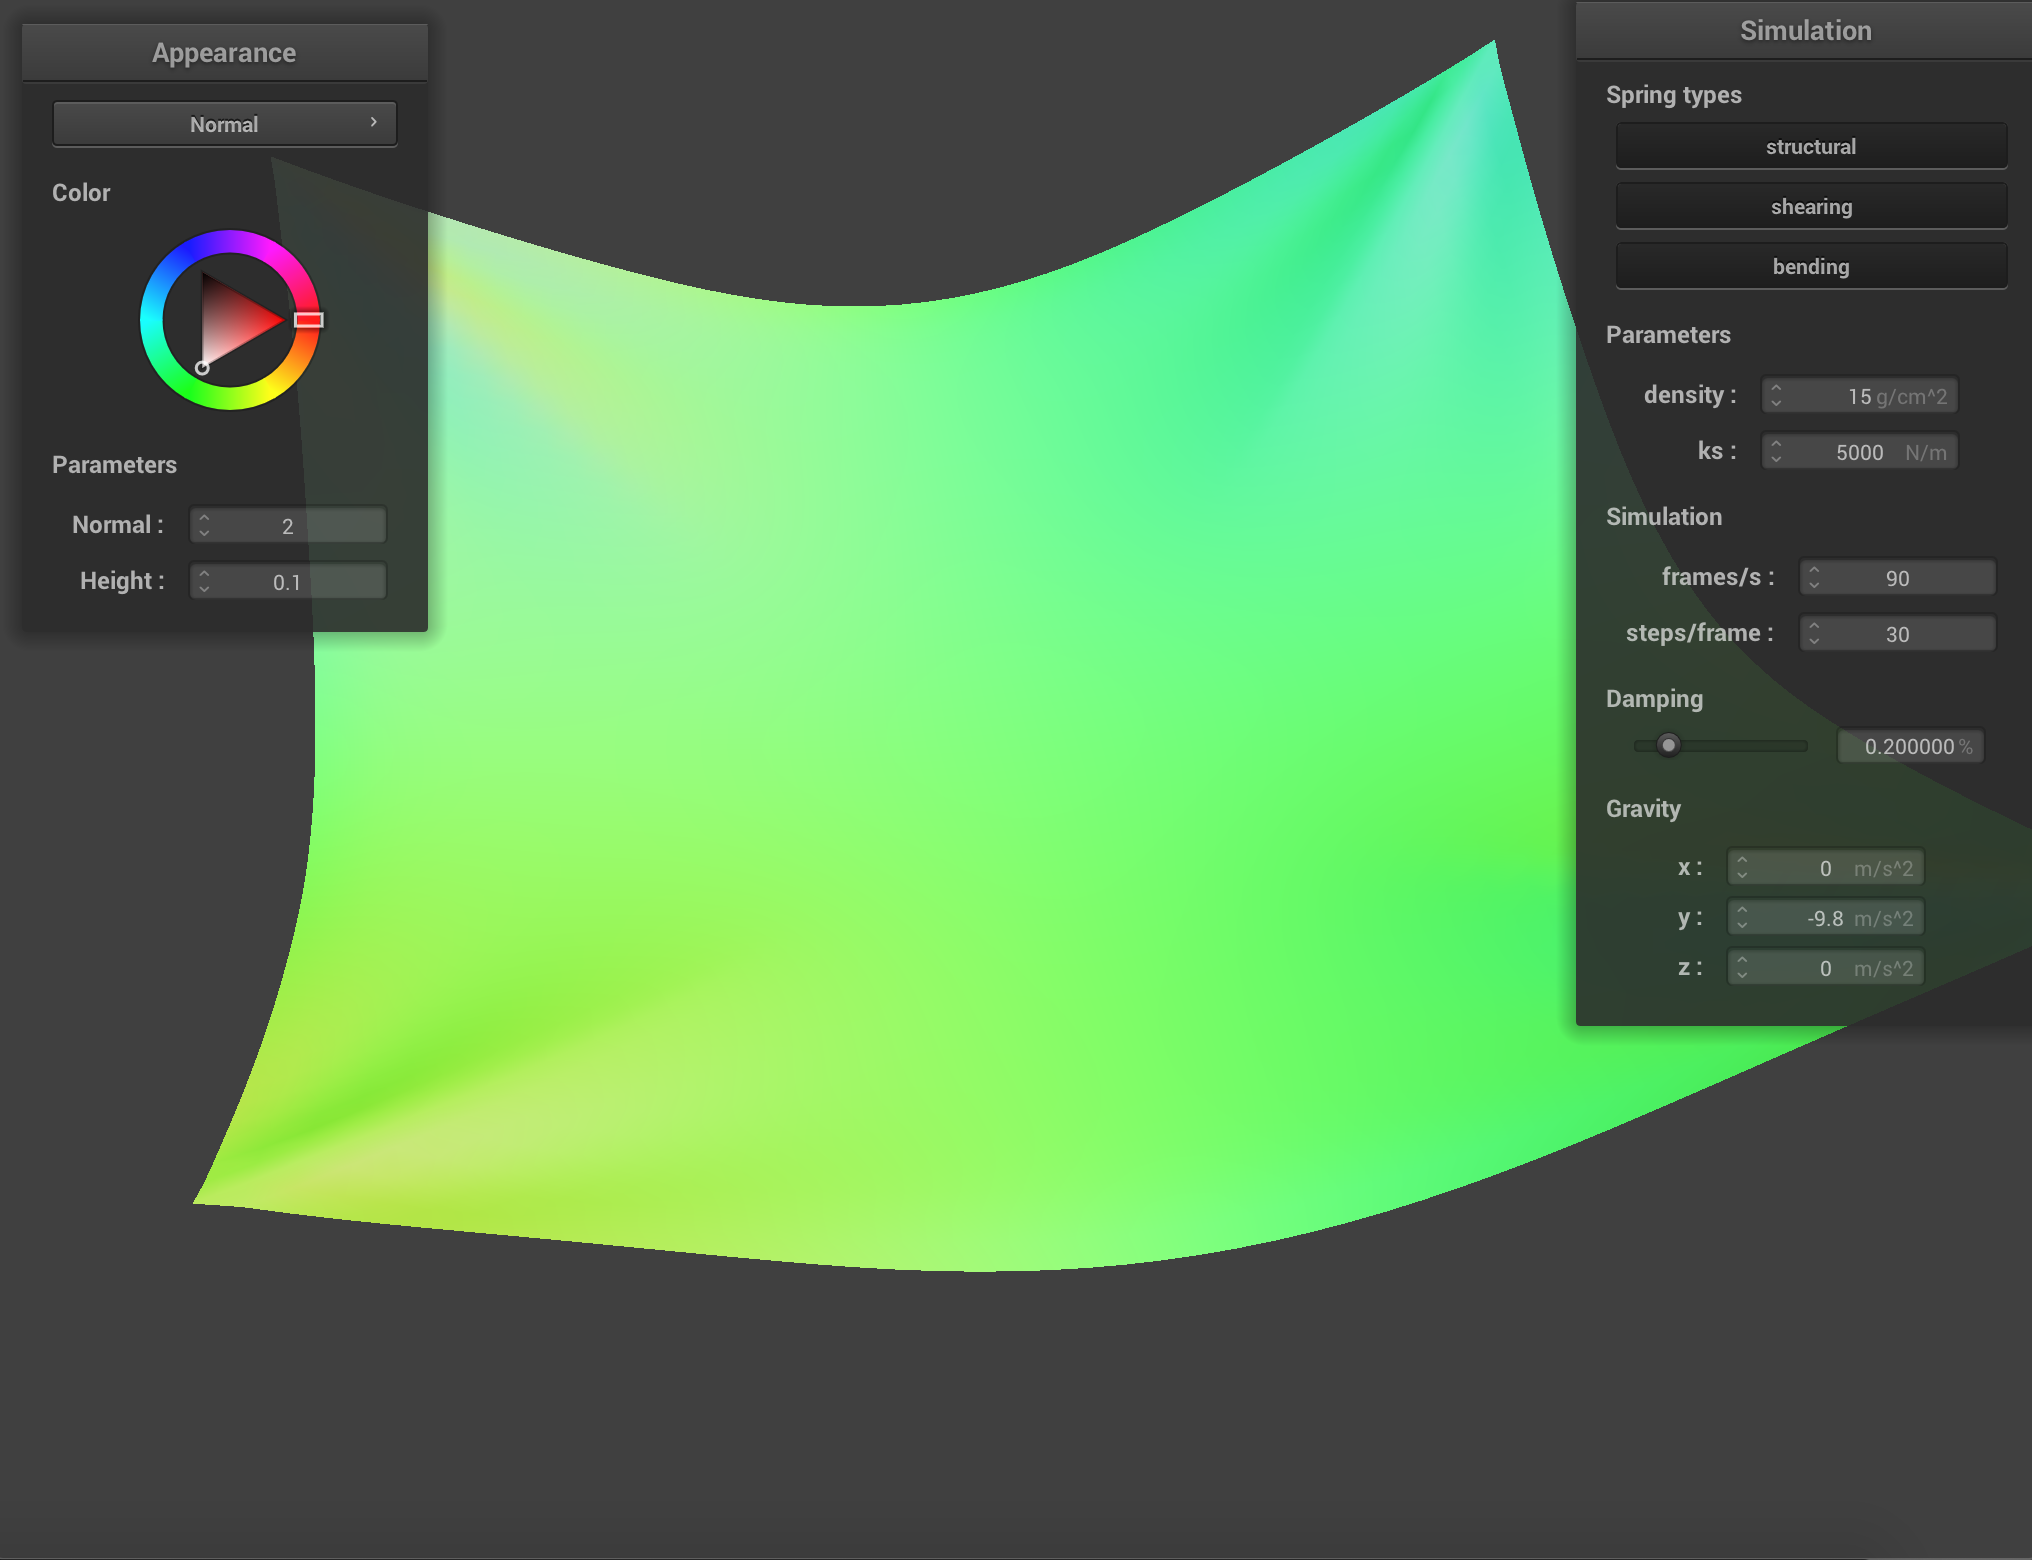 Appearance
Normal
Color
Parameters
Normal : 2
Height : 0.1
Simulation
Spring types
structural
shearing
bending
Parameters
density : 15 g/cm^2
ks : 5000 N/m
Simulation
frames/s : 90
steps/frame : 30
Damping
0.200000 %
Gravity
x : 0 m/s^2
y : -9.8 m/s^2
z : 0 m/s^2